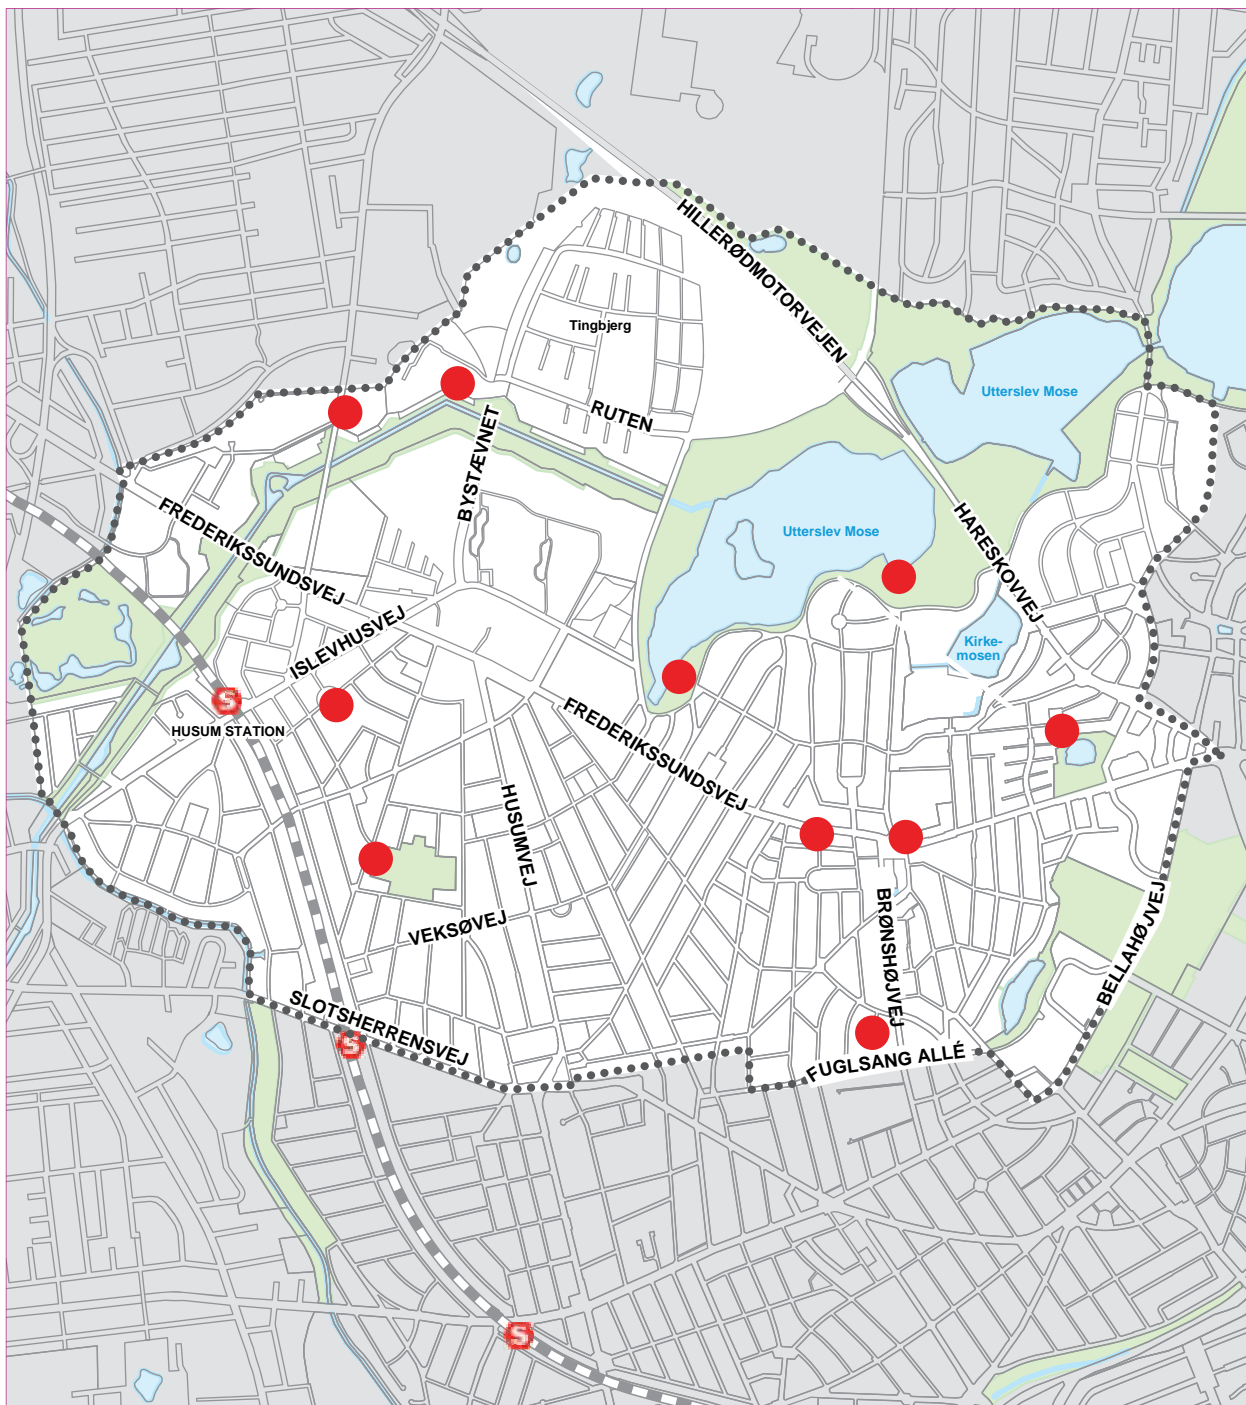 HILLERØDMOTORVEJEN
Tingbjerg
Utterslev Mose
RUTEN
BYSTÆVNET
FREDERIKSSUNDSVEJ
HARESKOVVEJ
Utterslev Mose
ISLEVHUSVEJ
Kirke-
mosen
S
HUSUM STATION
FREDERIKSSUNDSVEJ
HUSUMVEJ
VEKSØVEJ
BRØNSHØJVEJ
BELLAHØJVEJ
SLOTSHERRENSVEJ
S
FUGLSANG ALLÉ
S